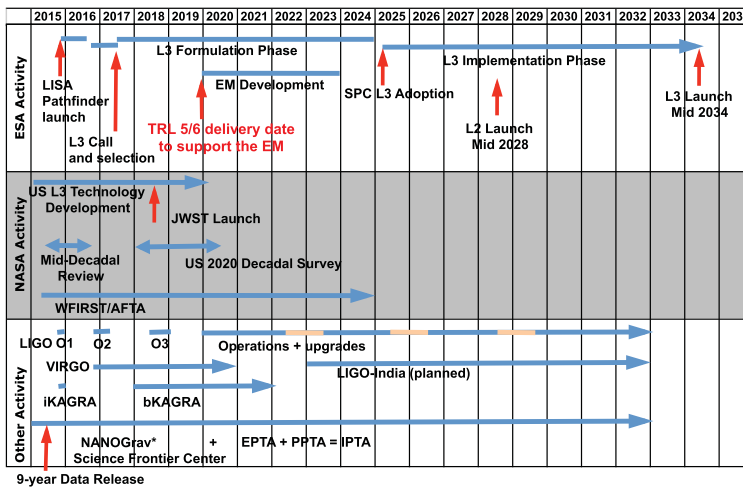 2015 2016 2017 2018 2019 2020 2021 2022 2023 2024 2025 2026 2027 2028 2029 2030 2031 2032 2033 2034 203
ESA Activity
L3 Formulation Phase
L3 Implementation Phase
EM Development
LISA
Pathfinder
launch
SPC L3 Adoption
L3 Launch
Mid 2034
TRL 5/6 delivery date
to support the EM
L2 Launch
Mid 2028
L3 Call
and selection
NASA Activity
US L3 Technology
Development
JWST Launch
Mid-Decadal
Review
US 2020 Decadal Survey
WFIRST/AFTA
Other Activity
LIGO O1 O2 O3 Operations + upgrades
VIRGO
LIGO-India (planned)
iKAGRA bKAGRA
NANOGrav* + EPTA + PPTA = IPTA
Science Frontier Center
9-year Data Release